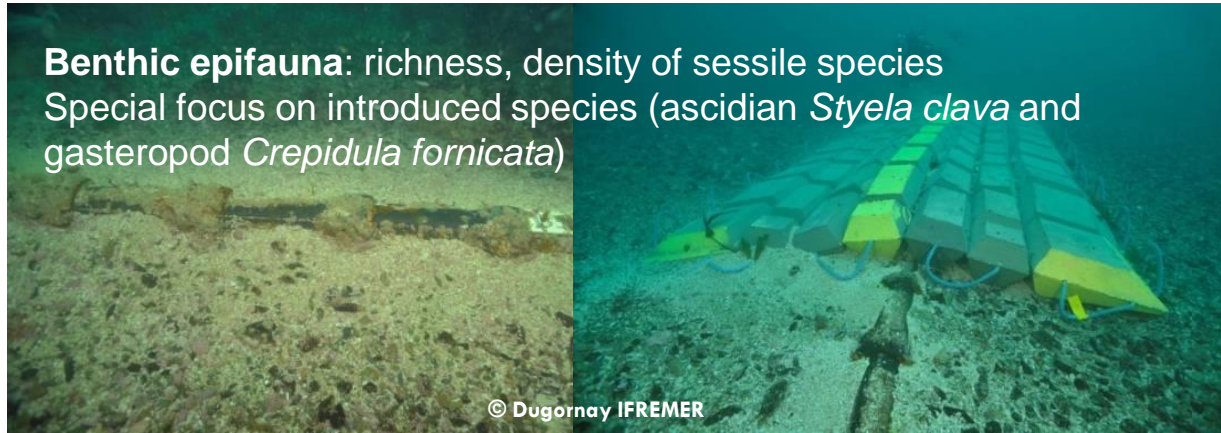 Benthic epifauna: richness, density of sessile species
Special focus on introduced species (ascidian Styela clava and
gasteropod Crepidula fornicata)
© Dugornay IFREMER